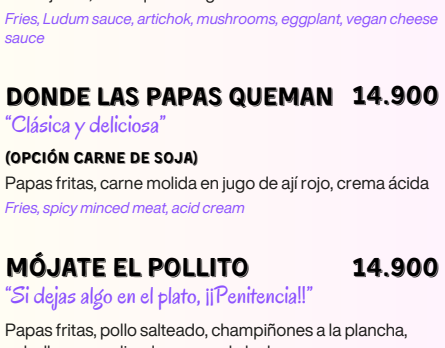 Fries, Ludum sauce, artichok, mushrooms, eggplant, vegan cheese
sauce
DONDE LAS PAPAS QUEMAN 14.900
“Clásica y deliciosa”
(OPCIÓN CARNE DE SOJA)
Papas fritas, carne molida en jugo de ají rojo, crema ácida
Fries, spicy minced meat, acid cream
MÓJATE EL POLLITO 14.900
“Si dejas algo en el plato, ¡¡Penitencia!!”
Papas fritas, pollo salteado, champiñones a la plancha,